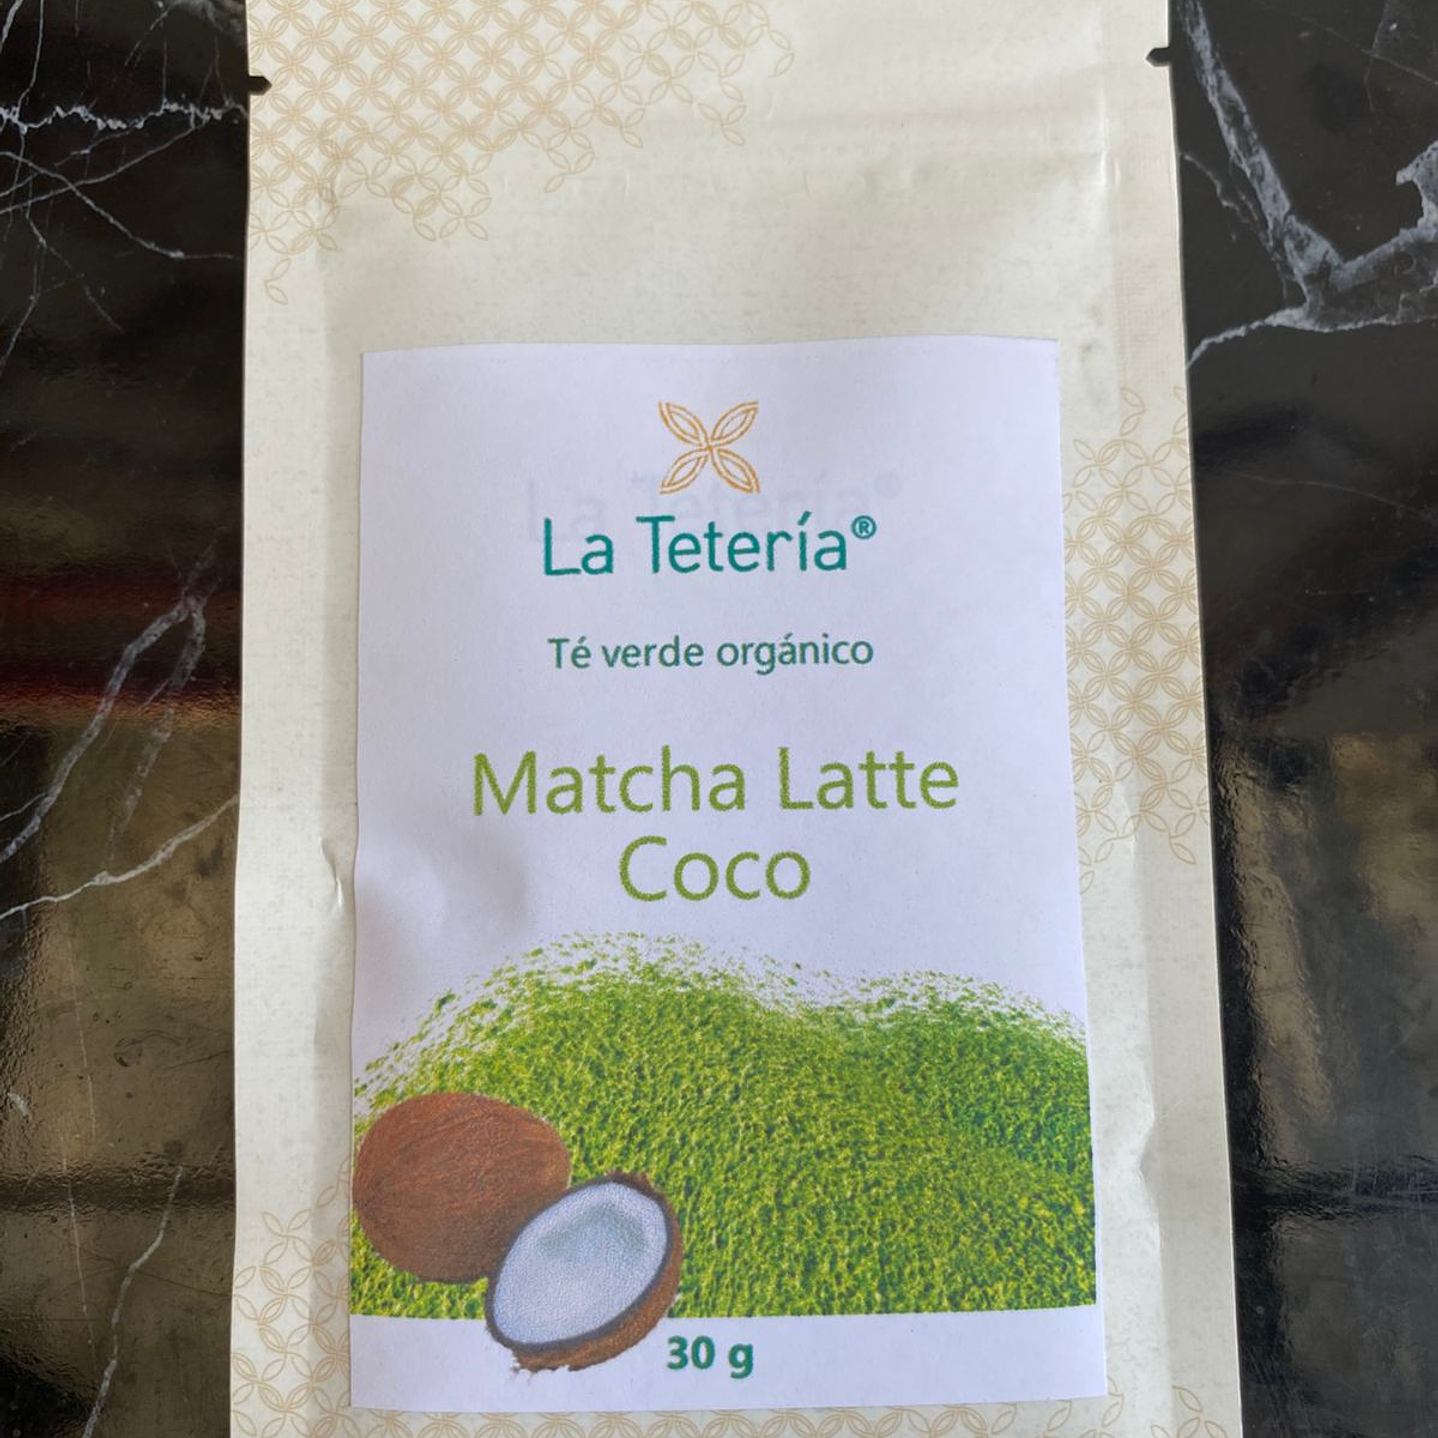 La Tetería®
Té verde orgánico
Matcha Latte
Coco
30 g